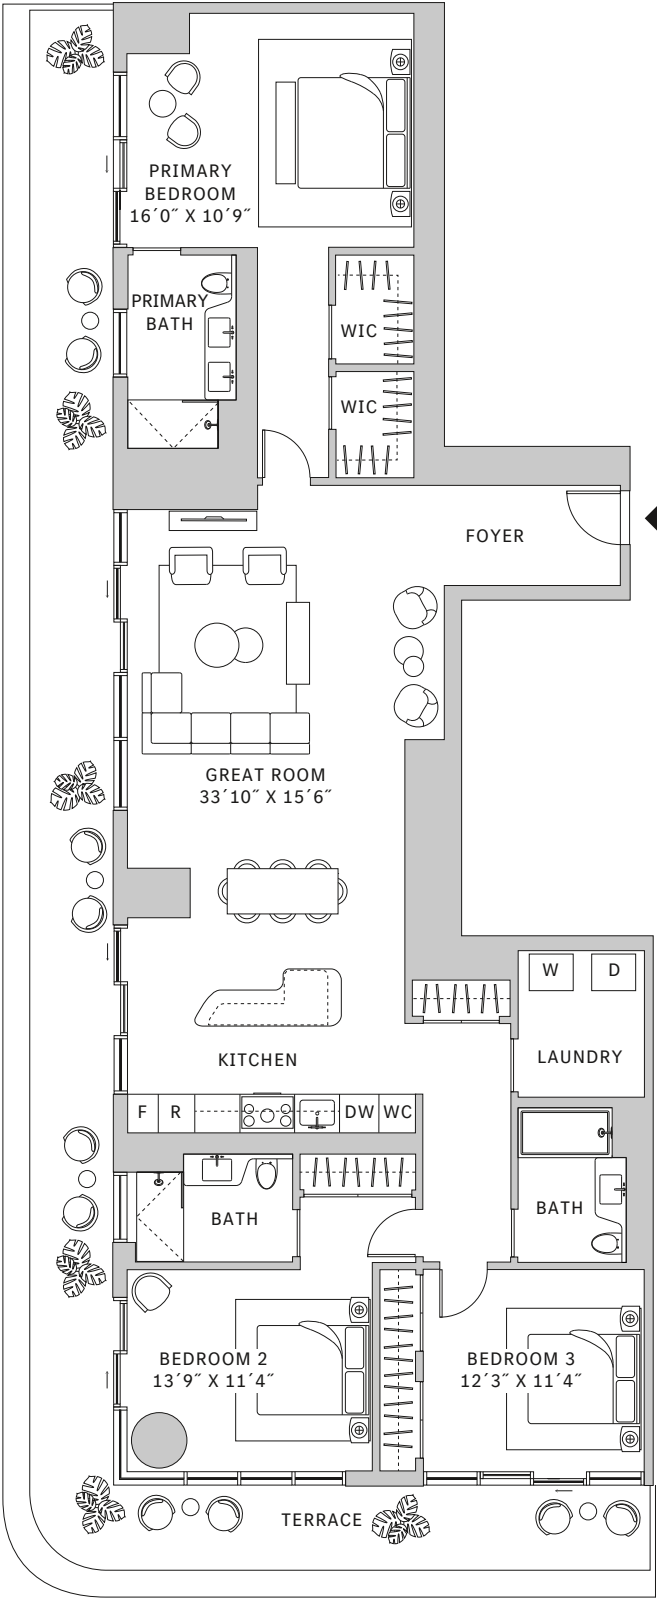 PRIMARY
BEDROOM
16´0˝ X 10´9˝
PRIMARY
BATH
WIC
WIC
FOYER
GREAT ROOM
33´10˝ X 15´6˝
W
D
LAUNDRY
KITCHEN
F
R
DW
WC
BATH
BATH
BEDROOM 2
13´9˝ X 11´4˝
BEDROOM 3
12´3˝ X 11´4˝
TERRACE